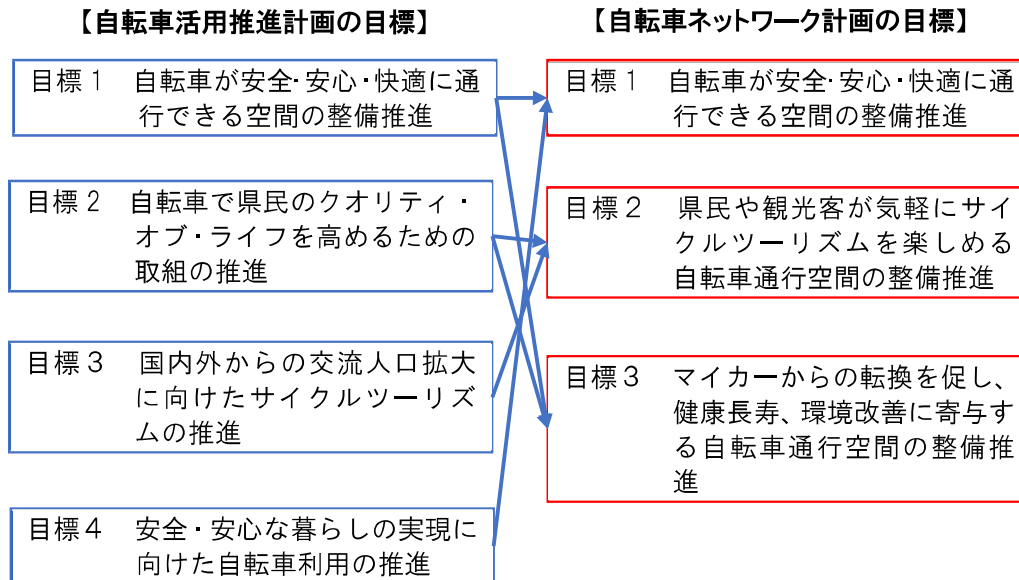 【自転車活用推進計画の目標】
目標１　自転車が安全・安心・快適に通
行できる空間の整備推進
目標２　自転車で県民のクオリティ・
オブ・ライフを高めるための
取組の推進
目標３　国内外からの交流人口拡大
に向けたサイクルツーリズ
ムの推進
目標４　安全・安心な暮らしの実現に
向けた自転車利用の推進
【自転車ネットワーク計画の目標】
目標１　自転車が安全・安心・快適に通
行できる空間の整備推進
目標２　県民や観光客が気軽にサイ
クルツーリズムを楽しめる
自転車通行空間の整備推進
目標３　マイカーからの転換を促し、
健康長寿、環境改善に寄与す
る自転車通行空間の整備推
進